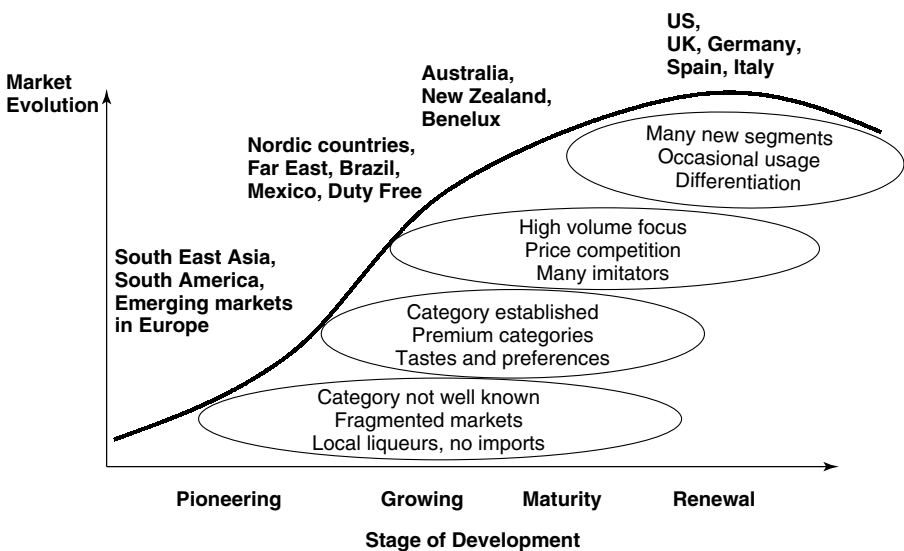 US,
UK, Germany,
Spain, Italy
Australia,
New Zealand,
Benelux
Market
Evolution
Nordic countries,
Far East, Brazil,
Mexico, Duty Free
Many new segments
Occasional usage
Differentiation
High volume focus
Price competition
Many imitators
South East Asia,
South America,
Emerging markets
in Europe
Category established
Premium categories
Tastes and preferences
Category not well known
Fragmented markets
Local liqueurs, no imports
Pioneering
Growing
Maturity
Renewal
Stage of Development